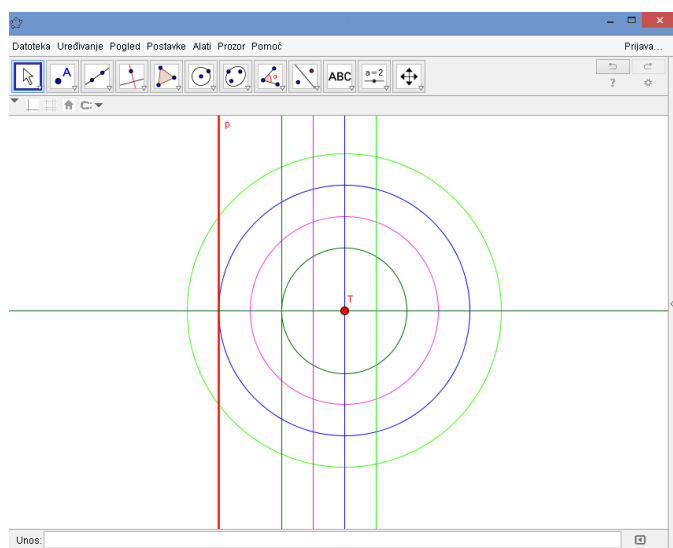 Datoteka Uređivanje Pogled Postavke Alati Prozor Pomoć Prijava...
A α ABC a=2
?
p
T
Unos: